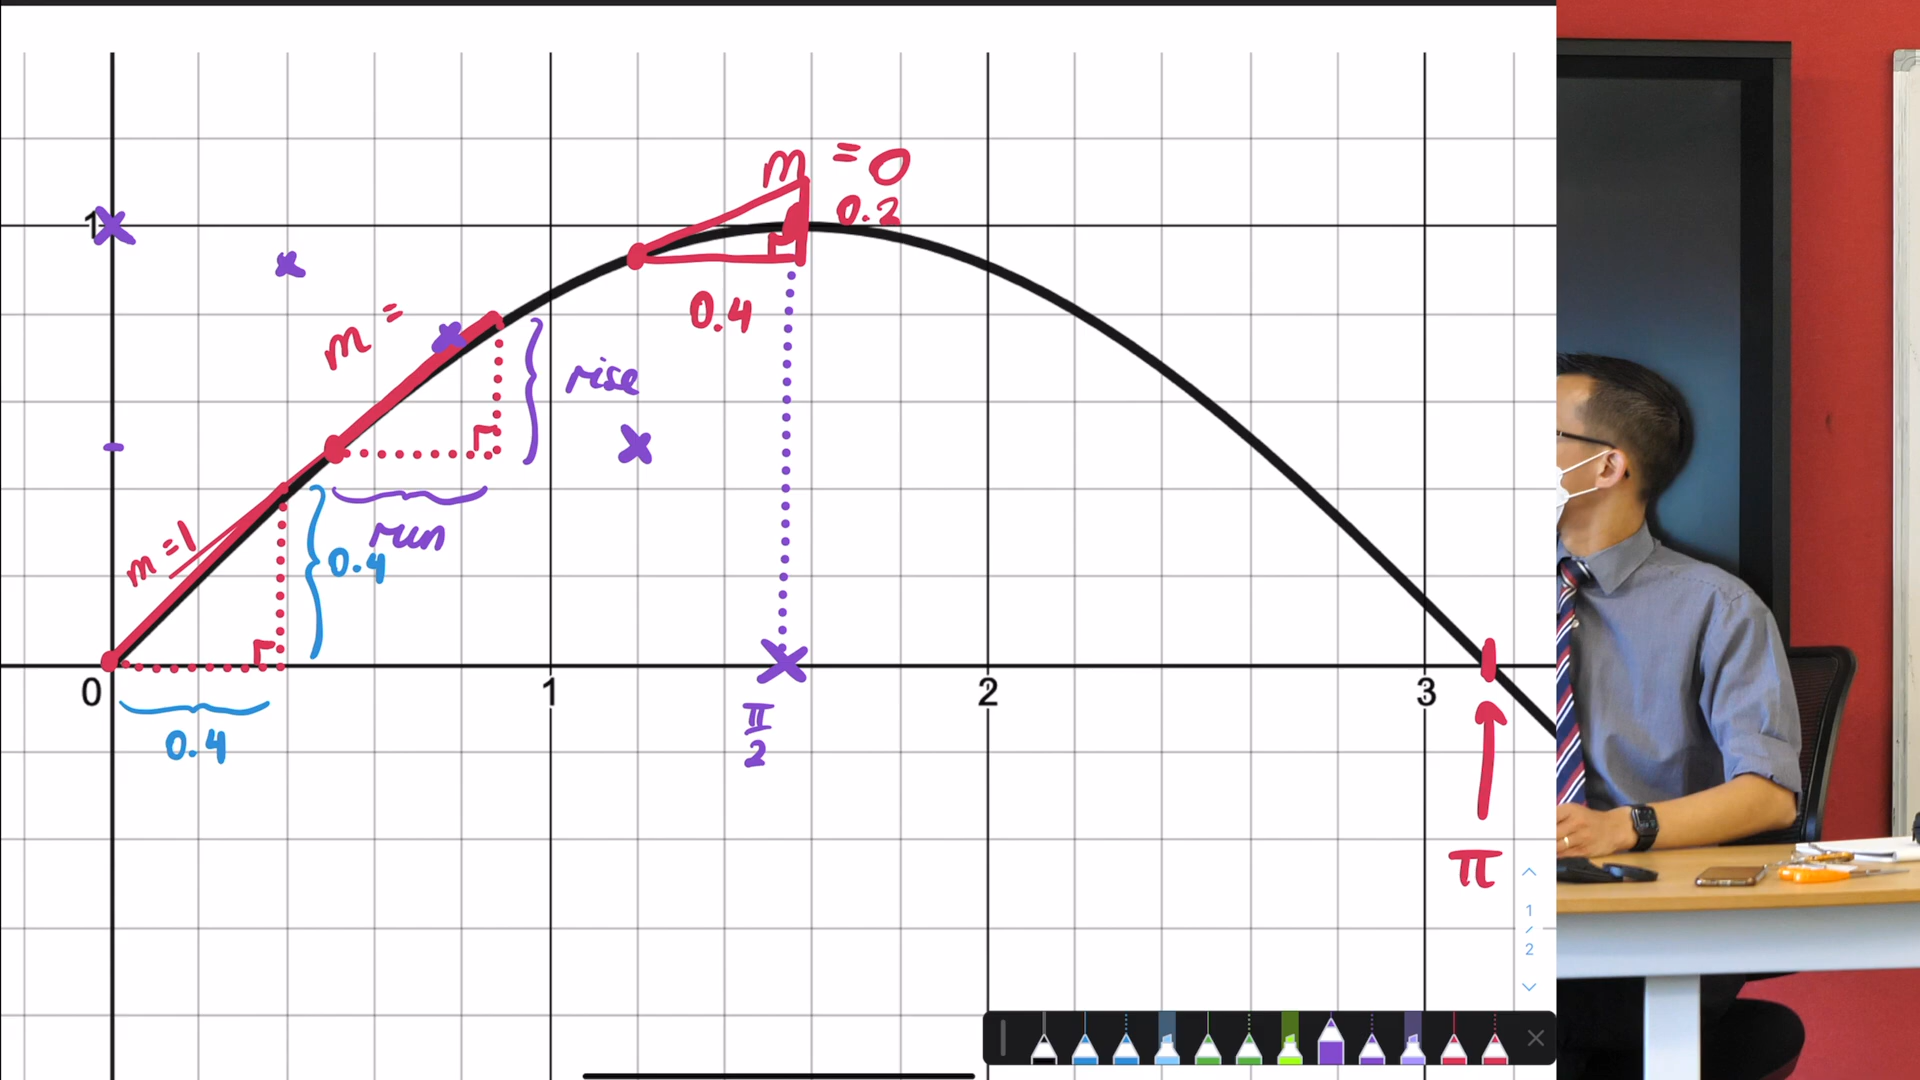 m = 0
0.2
1
0.4
m =
rise
run
m = 1
0.4
0
1
2
3
π/2
0.4
π
1
/
2